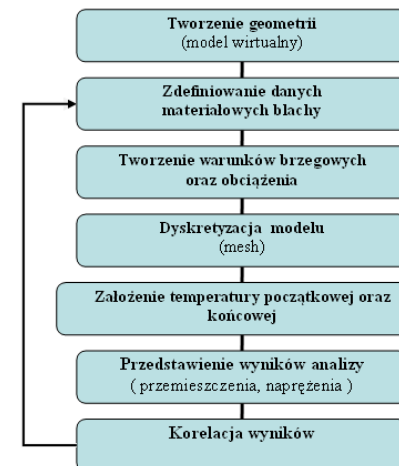 Tworzenie geometrii
(model wirtualny)
Zdefiniowanie danych
materiałowych blachy
Tworzenie warunków brzegowych
oraz obciążenia
Dyskretyzacja modelu
(mesh)
Założenie temperatury początkowej oraz
końcowej
Przedstawienie wyników analizy
( przemieszczenia, naprężenia )
Korelacja wyników